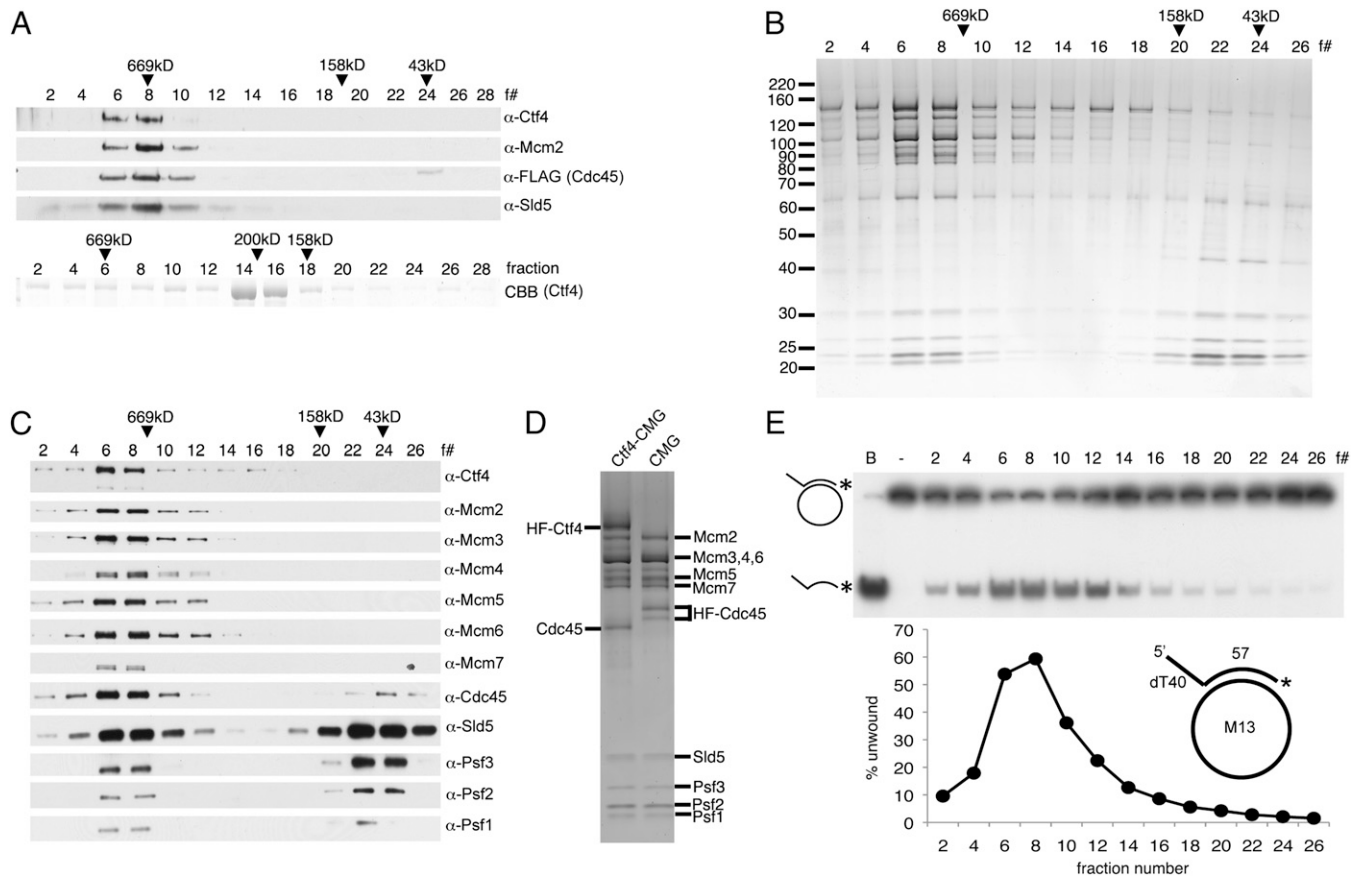 A
669kD 158kD 43kD
2 4 6 8 10 12 14 16 18 20 22 24 26 28 f#
α-Ctf4
α-Mcm2
α-FLAG (Cdc45)
α-Sld5
669kD 200kD 158kD
2 4 6 8 10 12 14 16 18 20 22 24 26 28 fraction
CBB (Ctf4)
B
669kD 158kD 43kD
2 4 6 8 10 12 14 16 18 20 22 24 26 f#
220
160
120
100
90
80
70
60
50
40
30
25
20
C
669kD 158kD 43kD
2 4 6 8 10 12 14 16 18 20 22 24 26 f#
α-Ctf4
α-Mcm2
α-Mcm3
α-Mcm4
α-Mcm5
α-Mcm6
α-Mcm7
α-Cdc45
α-Sld5
α-Psf3
α-Psf2
α-Psf1
D
Ctf4-CMG
CMG
HF-Ctf4
Cdc45
Mcm2
Mcm3,4,6
Mcm5
Mcm7
HF-Cdc45
Sld5
Psf3
Psf2
Psf1
E
B - 2 4 6 8 10 12 14 16 18 20 22 24 26 f#
*
*
% unwound
70
60
50
40
30
20
10
0
2 4 6 8 10 12 14 16 18 20 22 24 26
fraction number
5' 57
dT40 *
M13